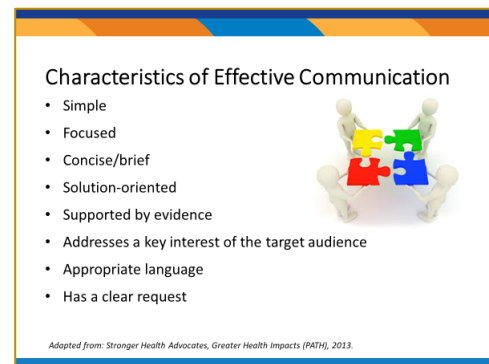 Characteristics of Effective Communication
• Simple
• Focused
• Concise/brief
• Solution-oriented
• Supported by evidence
• Addresses a key interest of the target audience
• Appropriate language
• Has a clear request
Adapted from: Stronger Health Advocates, Greater Health Impacts (PATH), 2013.